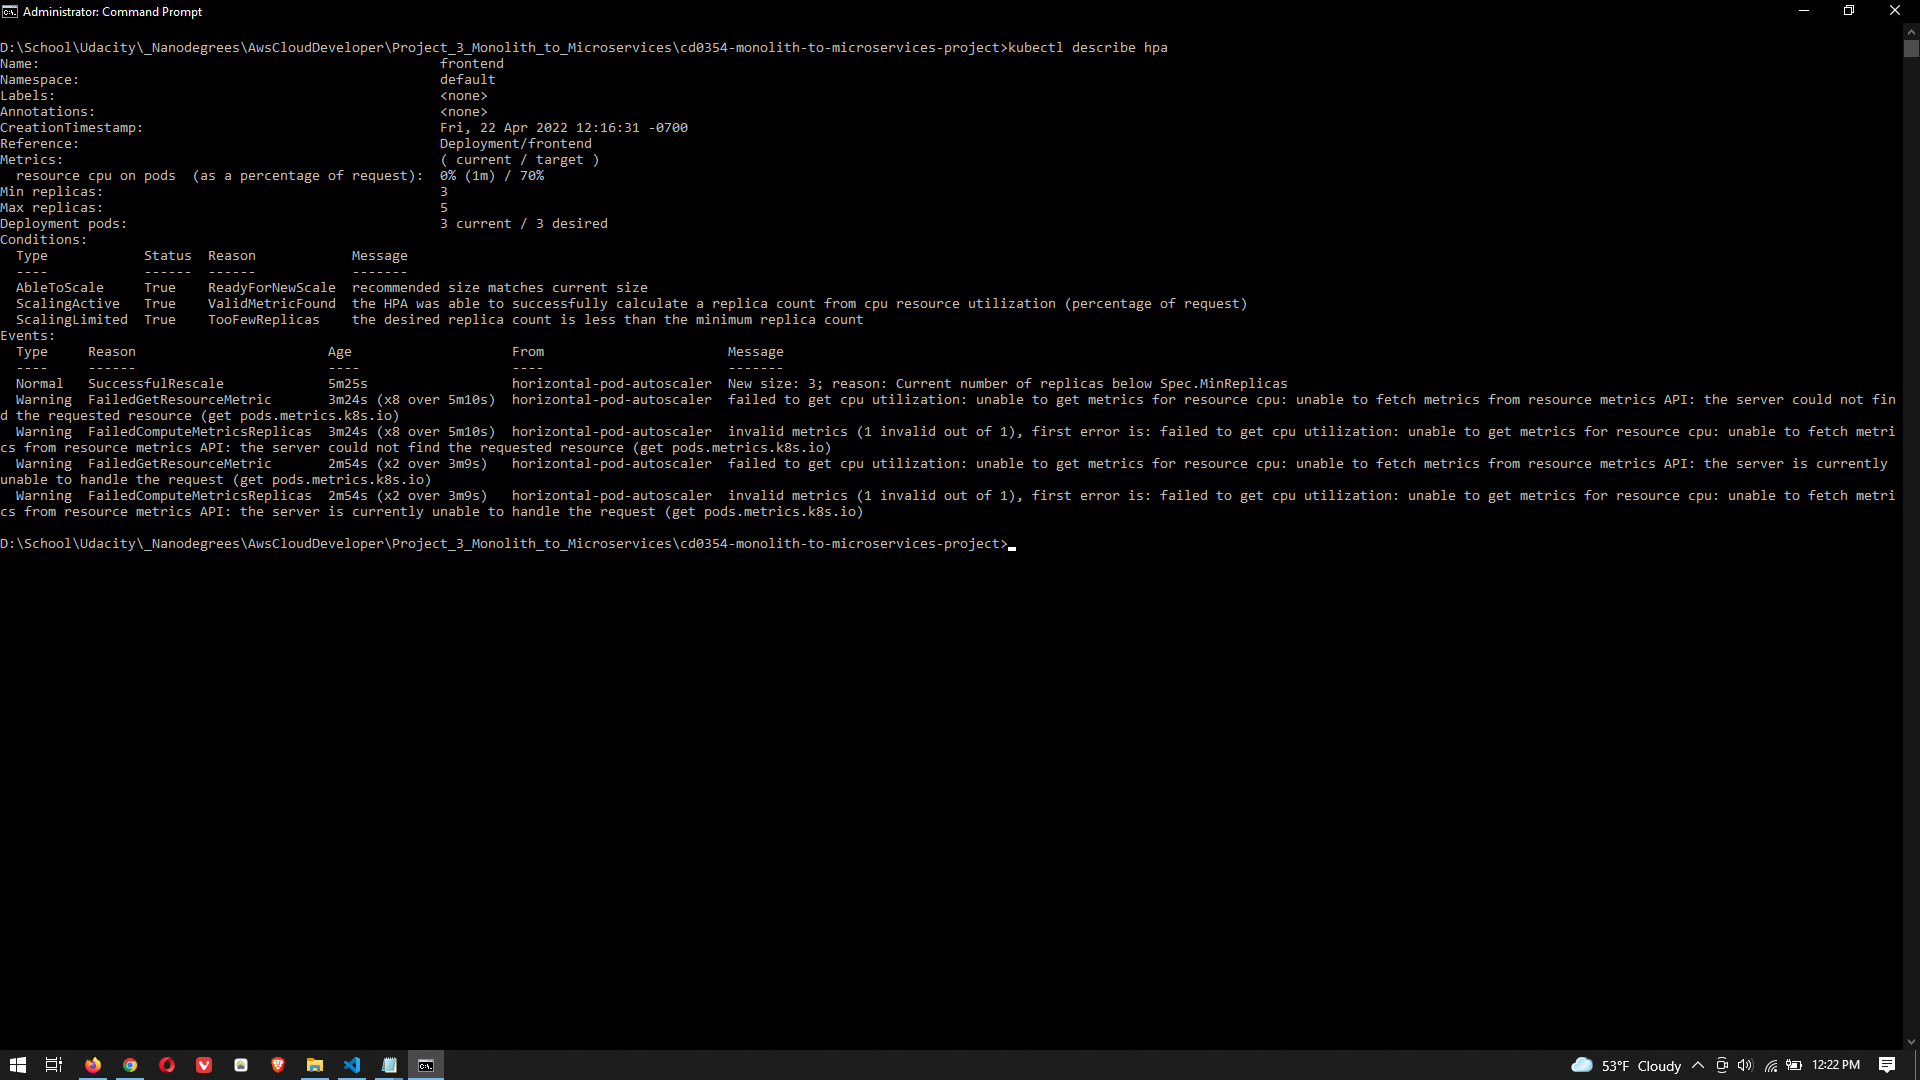 Administrator: Command Prompt
D:\School\Udacity\_Nanodegrees\AwsCloudDeveloper\Project_3_Monolith_to_Microservices\cd0354-monolith-to-microservices-project>kubectl describe hpa
Name: frontend
Namespace: default
Labels: <none>
Annotations: <none>
CreationTimestamp: Fri, 22 Apr 2022 12:16:31 -0700
Reference: Deployment/frontend
Metrics: ( current / target )
resource cpu on pods (as a percentage of request): 0% (1m) / 70%
Min replicas: 3
Max replicas: 5
Deployment pods: 3 current / 3 desired
Conditions:
Type Status Reason Message
---- ------ ------ -------
AbleToScale True ReadyForNewScale recommended size matches current size
ScalingActive True ValidMetricFound the HPA was able to successfully calculate a replica count from cpu resource utilization (percentage of request)
ScalingLimited True TooFewReplicas the desired replica count is less than the minimum replica count
Events:
Type Reason Age From Message
---- ------ ---- ---- -------
Normal SuccessfulRescale 5m25s horizontal-pod-autoscaler New size: 3; reason: Current number of replicas below Spec.MinReplicas
Warning FailedGetResourceMetric 3m24s (x8 over 5m10s) horizontal-pod-autoscaler failed to get cpu utilization: unable to get metrics for resource cpu: unable to fetch metrics from resource metrics API: the server could not fin
d the requested resource (get pods.metrics.k8s.io)
Warning FailedComputeMetricsReplicas 3m24s (x8 over 5m10s) horizontal-pod-autoscaler invalid metrics (1 invalid out of 1), first error is: failed to get cpu utilization: unable to get metrics for resource cpu: unable to fetch metri
cs from resource metrics API: the server could not find the requested resource (get pods.metrics.k8s.io)
Warning FailedGetResourceMetric 2m54s (x2 over 3m9s) horizontal-pod-autoscaler failed to get cpu utilization: unable to get metrics for resource cpu: unable to fetch metrics from resource metrics API: the server is currently
unable to handle the request (get pods.metrics.k8s.io)
Warning FailedComputeMetricsReplicas 2m54s (x2 over 3m9s) horizontal-pod-autoscaler invalid metrics (1 invalid out of 1), first error is: failed to get cpu utilization: unable to get metrics for resource cpu: unable to fetch metri
cs from resource metrics API: the server is currently unable to handle the request (get pods.metrics.k8s.io)
D:\School\Udacity\_Nanodegrees\AwsCloudDeveloper\Project_3_Monolith_to_Microservices\cd0354-monolith-to-microservices-project>
53°F Cloudy 12:22 PM